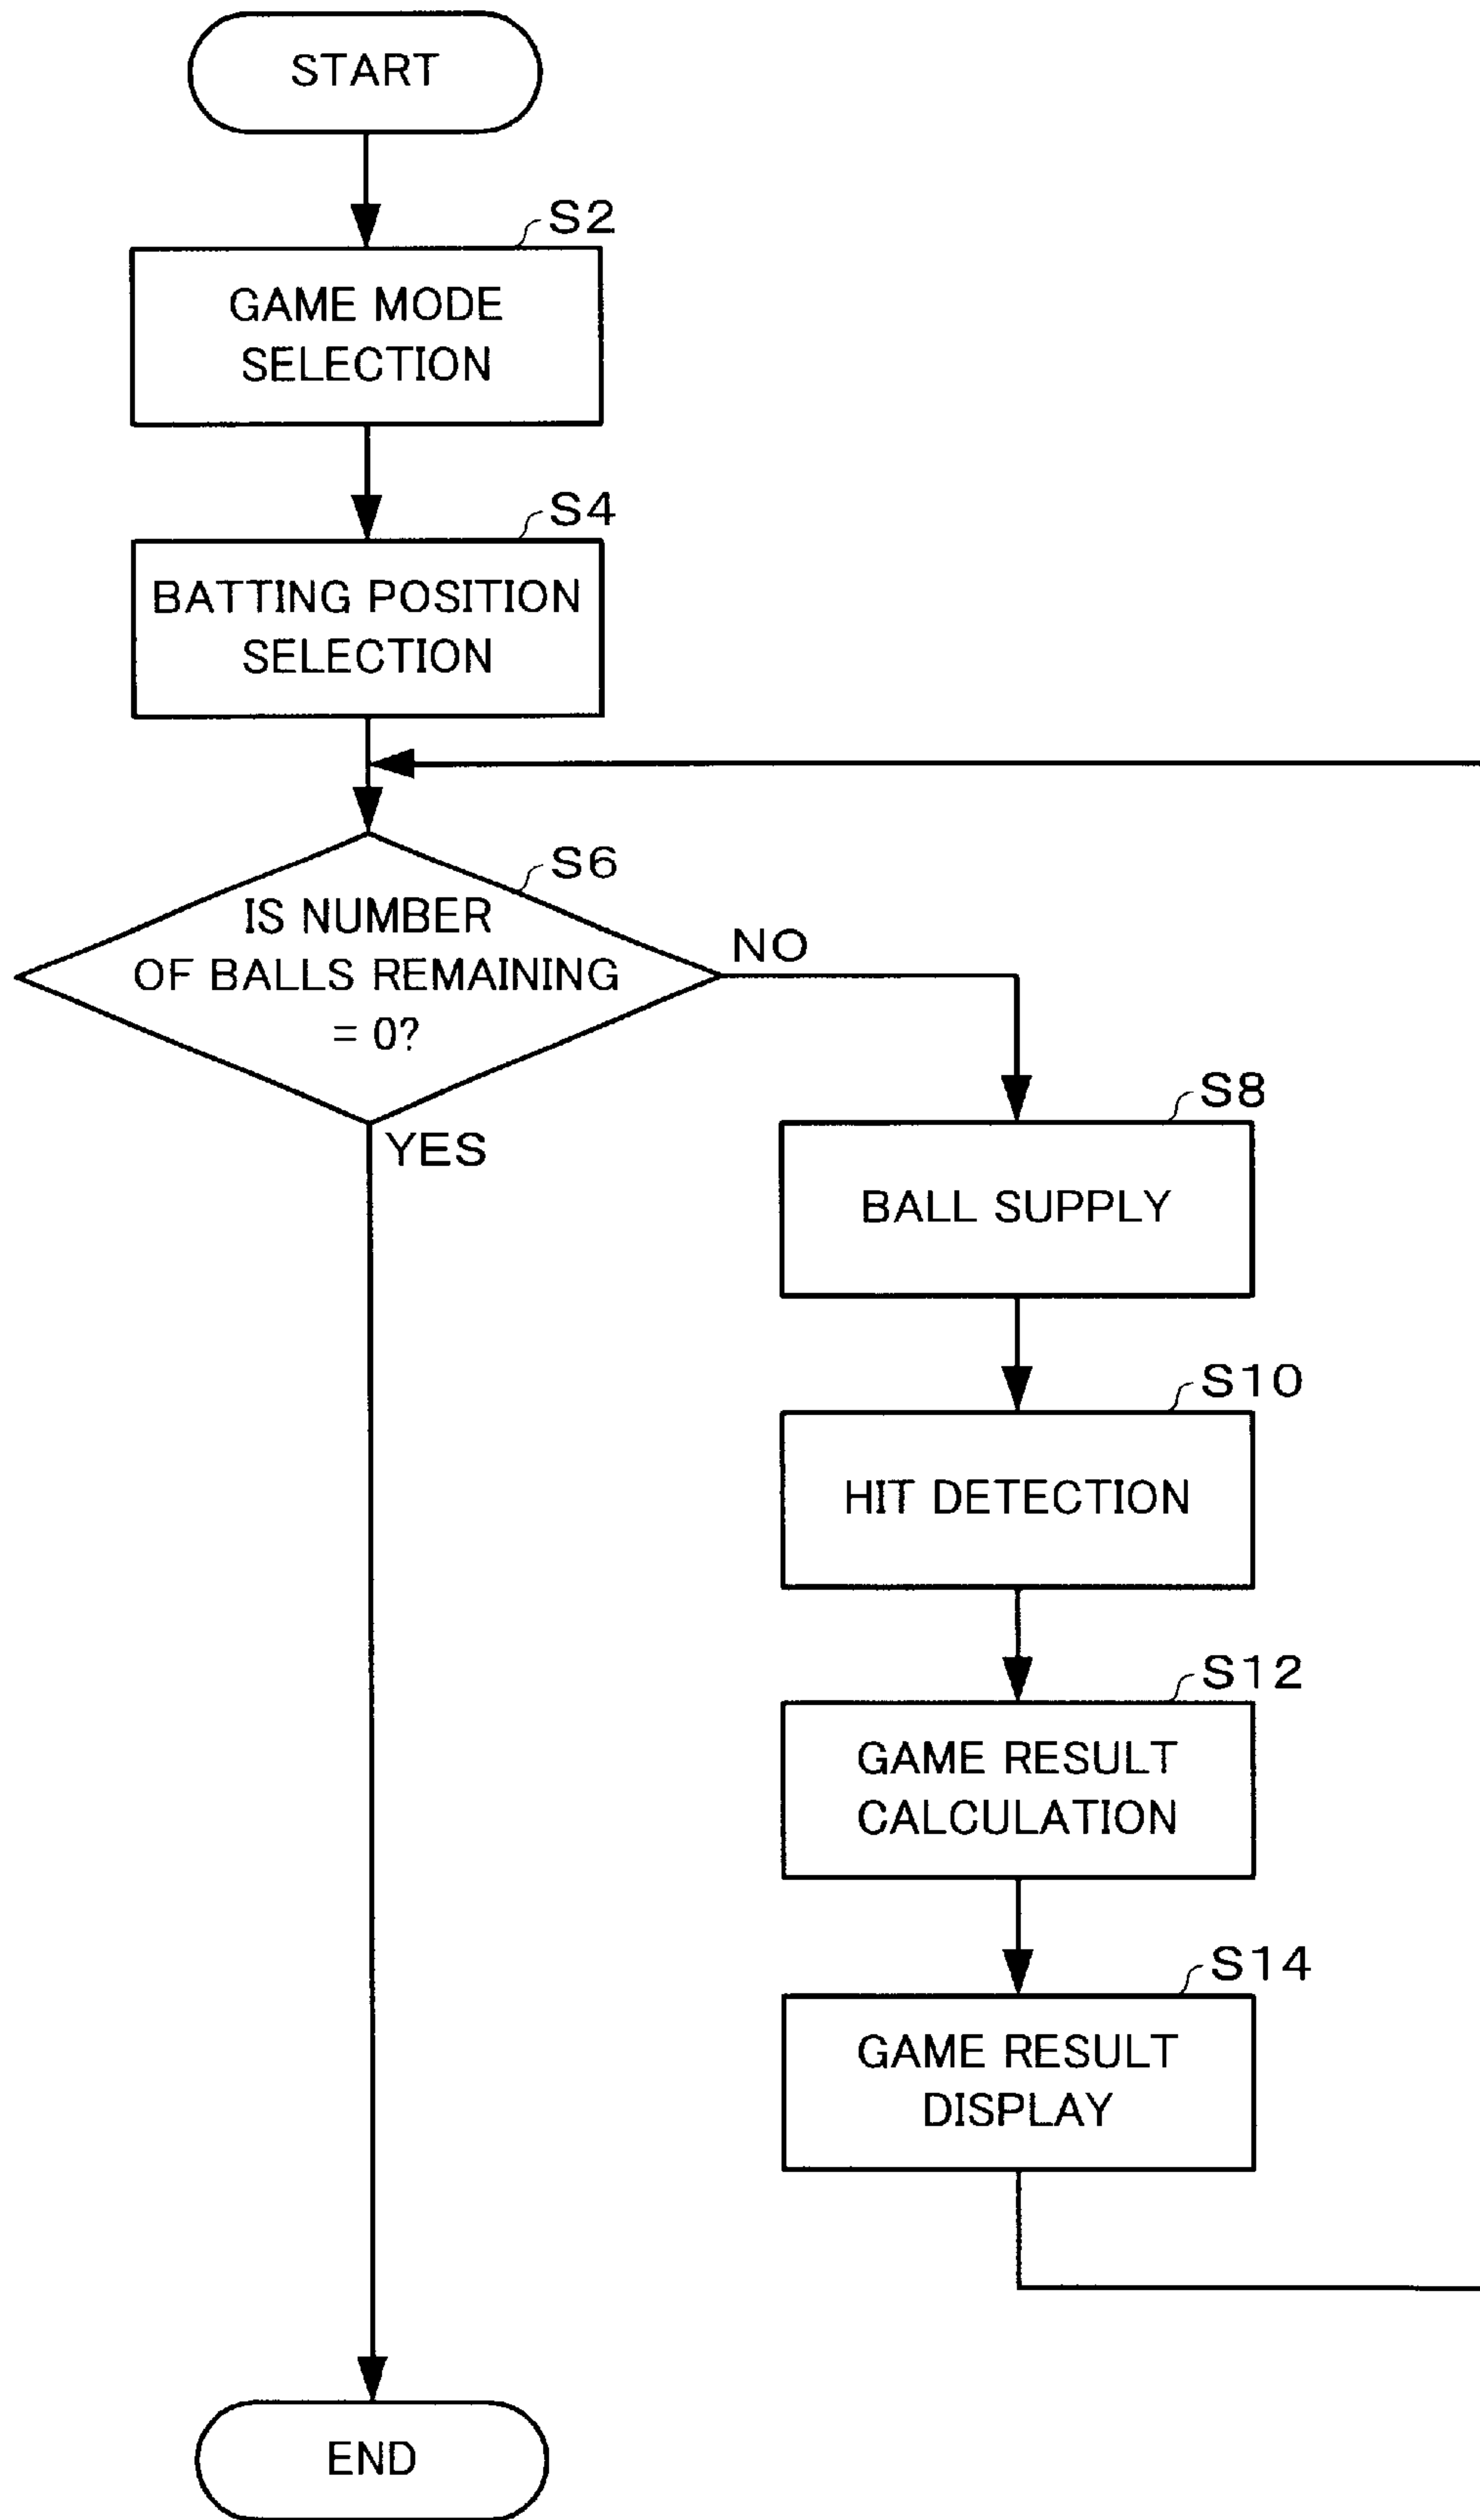 START
S2
GAME MODE
SELECTION
S4
BATTING POSITION
SELECTION
S6
IS NUMBER
OF BALLS REMAINING
= 0?
NO
YES
S8
BALL SUPPLY
S10
HIT DETECTION
S12
GAME RESULT
CALCULATION
S14
GAME RESULT
DISPLAY
END